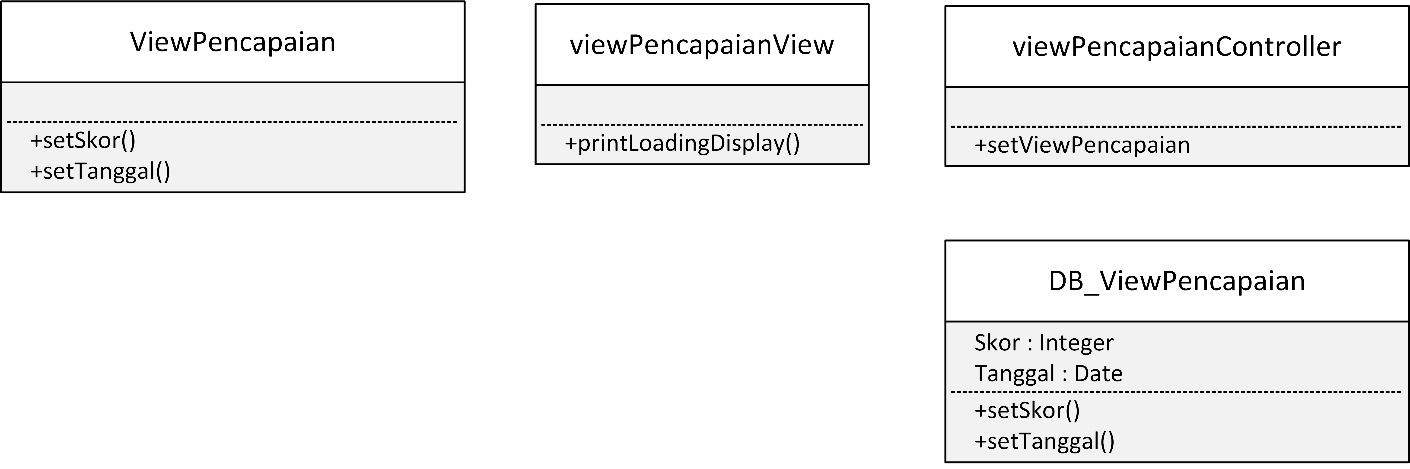 ViewPencapaian
+setSkor()
+setTanggal()
viewPencapaianView
+printLoadingDisplay()
viewPencapaianController
+setViewPencapaian
DB_ViewPencapaian
Skor : Integer
Tanggal : Date
+setSkor()
+setTanggal()